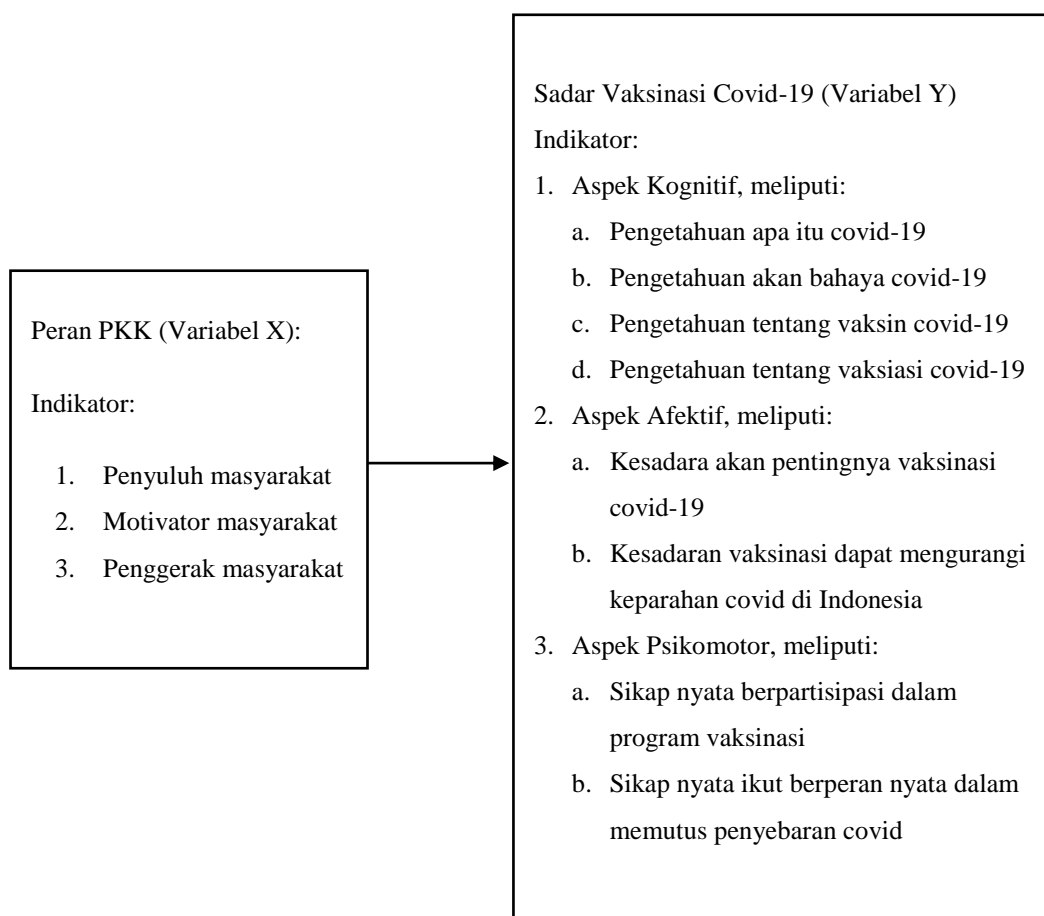 Peran PKK (Variabel X):
Indikator:
1. Penyuluh masyarakat
2. Motivator masyarakat
3. Penggerak masyarakat
Sadar Vaksinasi Covid-19 (Variabel Y)
Indikator:
1. Aspek Kognitif, meliputi:
a. Pengetahuan apa itu covid-19
b. Pengetahuan akan bahaya covid-19
c. Pengetahuan tentang vaksin covid-19
d. Pengetahuan tentang vaksiasi covid-19
2. Aspek Afektif, meliputi:
a. Kesadara akan pentingnya vaksinasi
covid-19
b. Kesadaran vaksinasi dapat mengurangi
keparahan covid di Indonesia
3. Aspek Psikomotor, meliputi:
a. Sikap nyata berpartisipasi dalam
program vaksinasi
b. Sikap nyata ikut berperan nyata dalam
memutus penyebaran covid